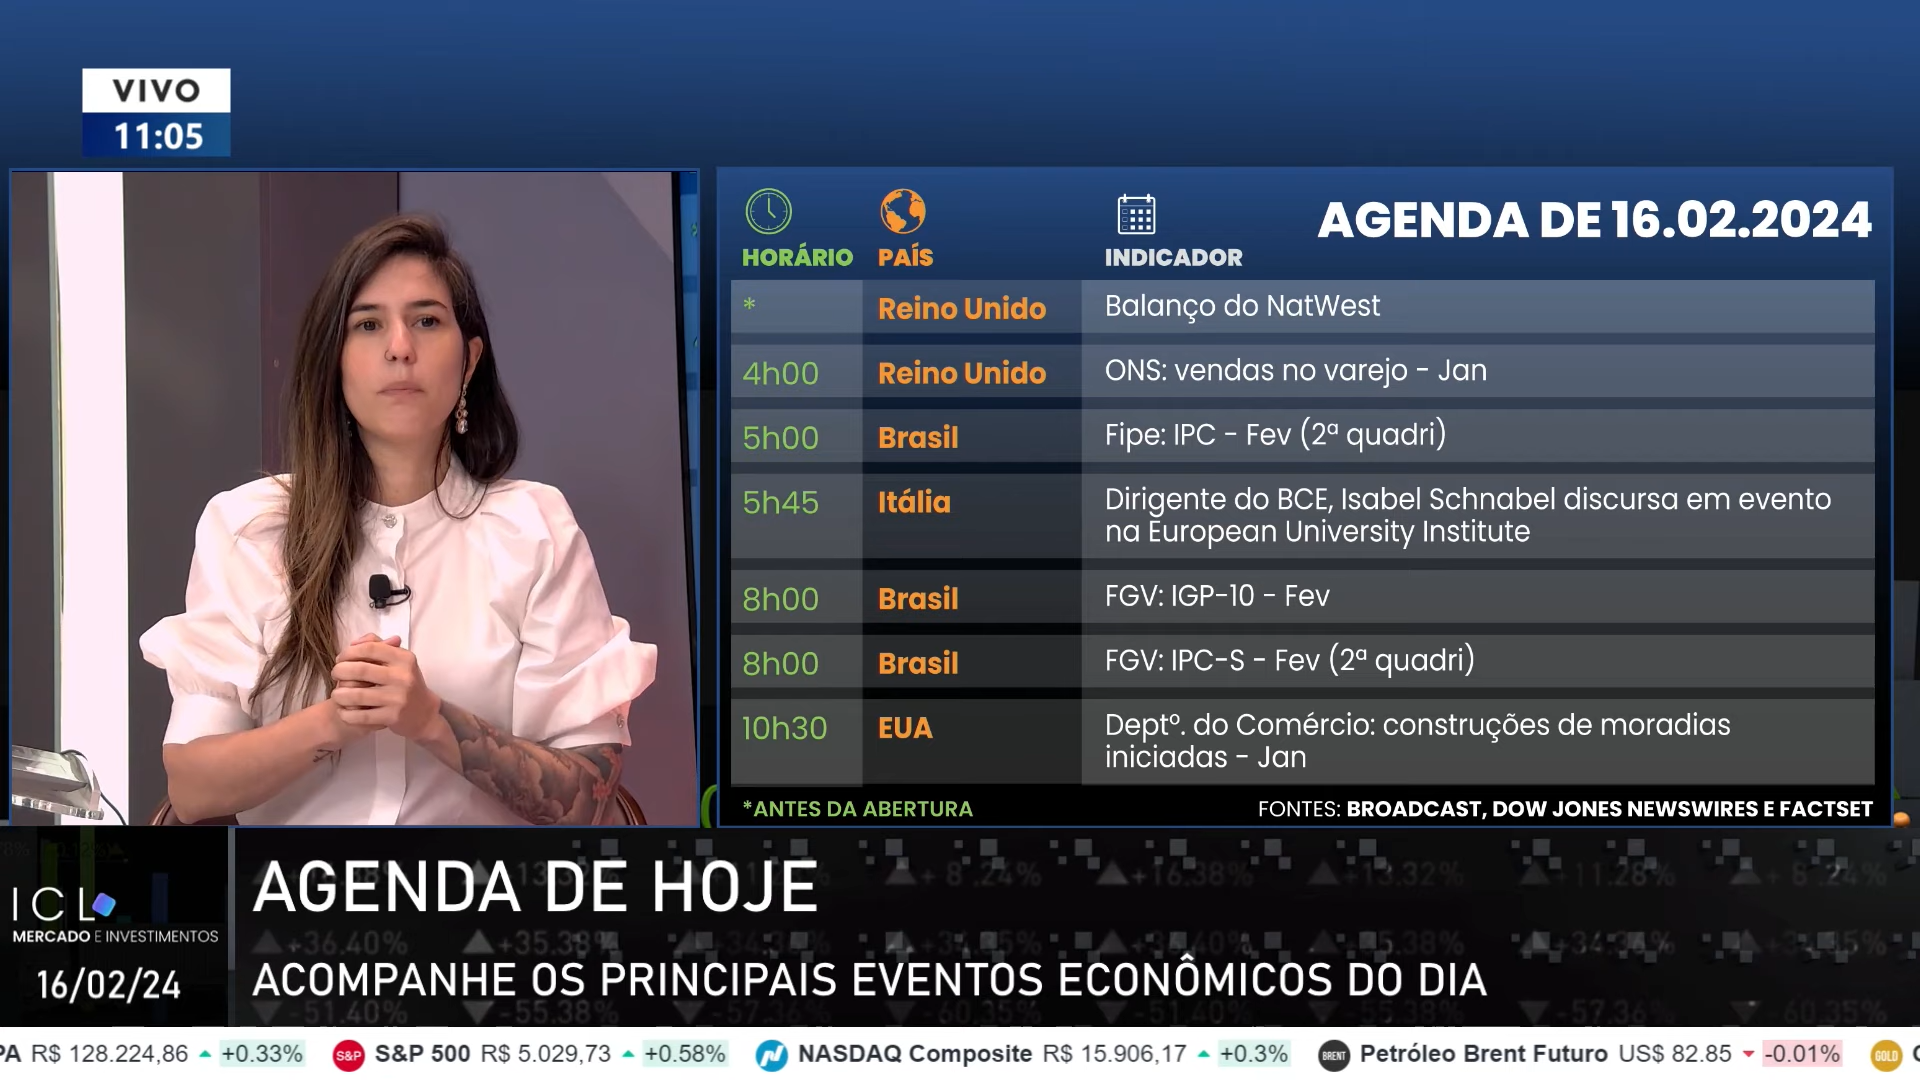 VIVO
11:05
HORÁRIO
PAÍS
INDICADOR
AGENDA DE 16.02.2024
* Reino Unido Balanço do NatWest
4h00 Reino Unido ONS: vendas no varejo - Jan
5h00 Brasil Fipe: IPC - Fev (2ª quadri)
5h45 Itália Dirigente do BCE, Isabel Schnabel discursa em evento
na European University Institute
8h00 Brasil FGV: IGP-10 - Fev
8h00 Brasil FGV: IPC-S - Fev (2ª quadri)
10h30 EUA Deptº. do Comércio: construções de moradias
iniciadas - Jan
*ANTES DA ABERTURA
FONTES: BROADCAST, DOW JONES NEWSWIRES E FACTSET
ICL
MERCADO E INVESTIMENTOS
16/02/24
AGENDA DE HOJE
ACOMPANHE OS PRINCIPAIS EVENTOS ECONÔMICOS DO DIA
PA R$ 128.224,86 +0.33% S&P S&P 500 R$ 5.029,73 +0.58% NASDAQ Composite R$ 15.906,17 +0.3% BRENT Petróleo Brent Futuro US$ 82.85 -0.01% GOLD